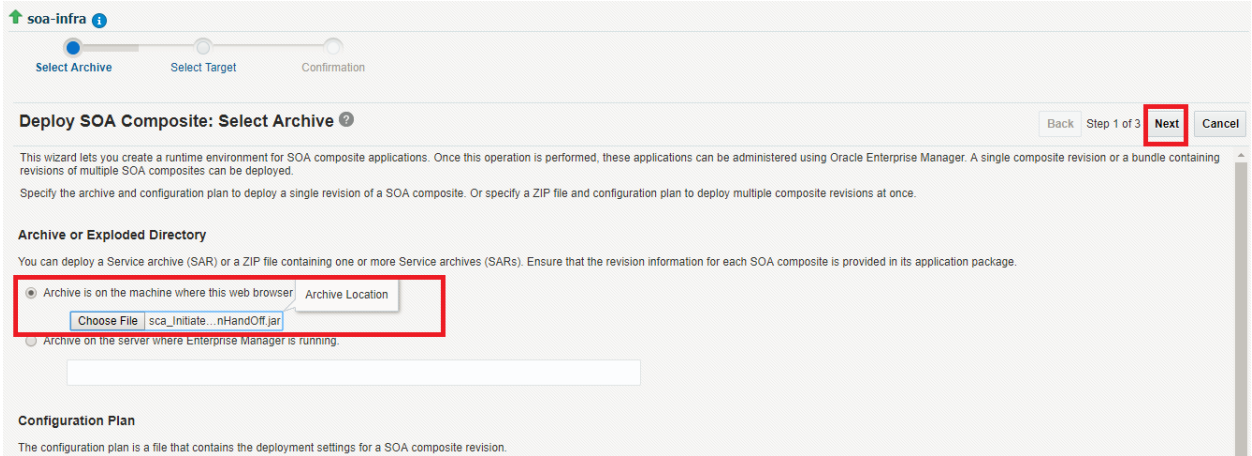 soa-infra
Select Archive Select Target Confirmation
Deploy SOA Composite: Select Archive
Back Step 1 of 3 Next Cancel
This wizard lets you create a runtime environment for SOA composite applications. Once this operation is performed, these applications can be administered using Oracle Enterprise Manager. A single composite revision or a bundle containing
revisions of multiple SOA composites can be deployed.
Specify the archive and configuration plan to deploy a single revision of a SOA composite. Or specify a ZIP file and configuration plan to deploy multiple composite revisions at once.
Archive or Exploded Directory
You can deploy a Service archive (SAR) or a ZIP file containing one or more Service archives (SARs). Ensure that the revision information for each SOA composite is provided in its application package.
Archive is on the machine where this web browser
Archive Location
Choose File sca_Initiate...nHandOff.jar
Archive on the server where Enterprise Manager is running.
Configuration Plan
The configuration plan is a file that contains the deployment settings for a SOA composite revision.